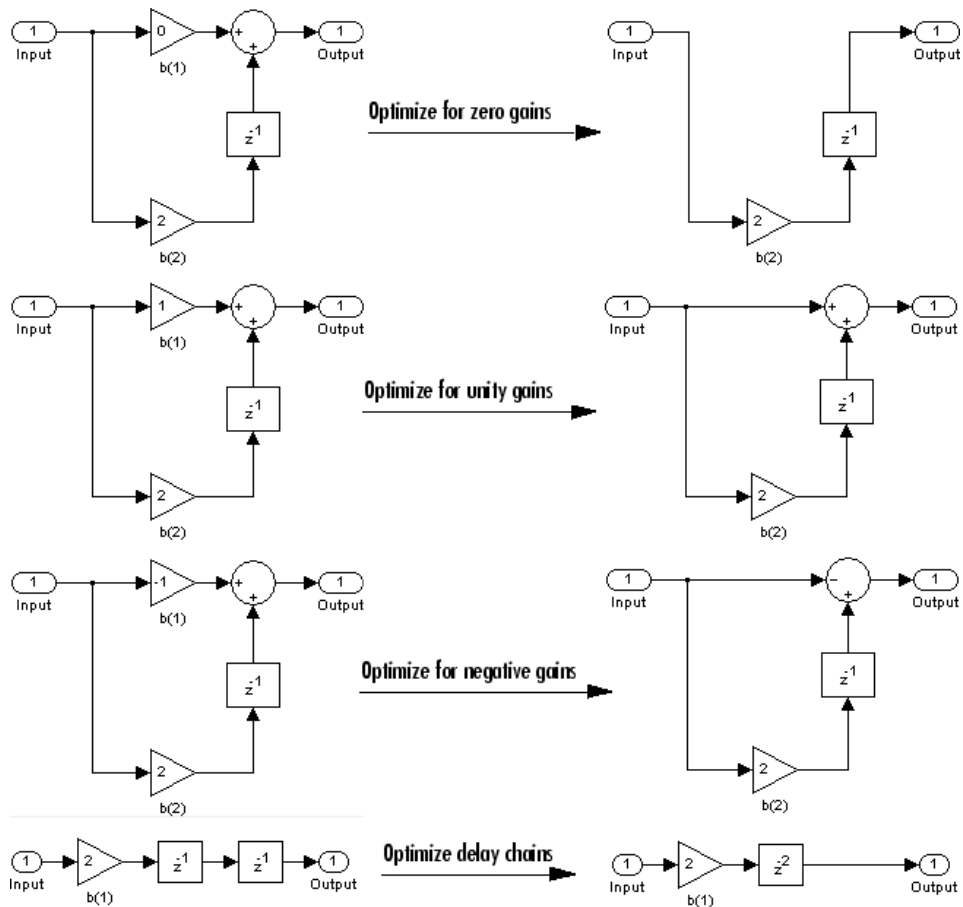 1 0 + 1 1 1
Input b(1) + Output Input Output
Optimize for zero gains
z-1 z-1
2 2
b(2) b(2)
1 1 + 1 1 + 1
Input b(1) + Output Input + Output
Optimize for unity gains
z-1 z-1
2 2
b(2) b(2)
1 -1 + 1 1 − 1
Input b(1) + Output Input + Output
Optimize for negative gains
z-1 z-1
2 2
b(2) b(2)
1 2 z-1 z-1 1 Optimize delay chains 1 2 z-2 1
Input b(1) Output Input b(1) Output